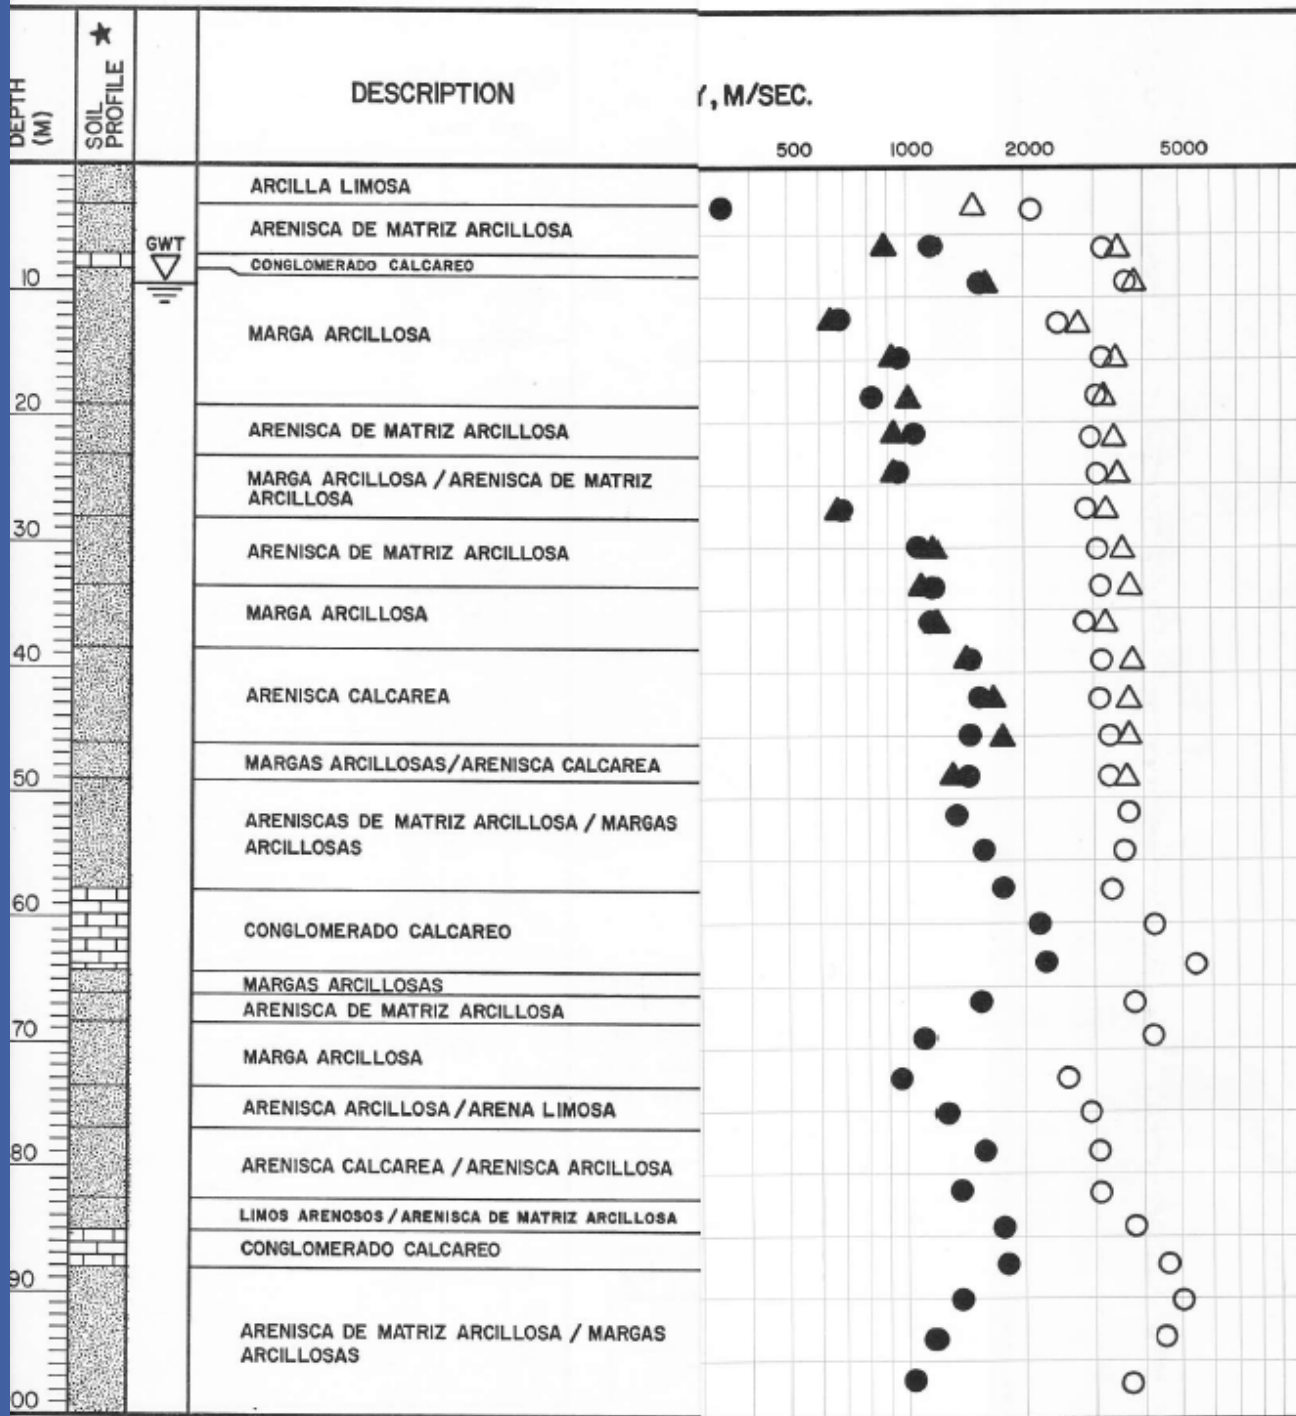 DEPTH
(M)
SOIL
PROFILE
DESCRIPTION
Y, M/SEC.
500 1000 2000 5000
ARCILLA LIMOSA
ARENISCA DE MATRIZ ARCILLOSA
GWT
CONGLOMERADO CALCAREO
10
MARGA ARCILLOSA
20
ARENISCA DE MATRIZ ARCILLOSA
MARGA ARCILLOSA / ARENISCA DE MATRIZ
ARCILLOSA
30
ARENISCA DE MATRIZ ARCILLOSA
MARGA ARCILLOSA
40
ARENISCA CALCAREA
MARGAS ARCILLOSAS/ARENISCA CALCAREA
50
ARENISCAS DE MATRIZ ARCILLOSA / MARGAS
ARCILLOSAS
60
CONGLOMERADO CALCAREO
MARGAS ARCILLOSAS
ARENISCA DE MATRIZ ARCILLOSA
70
MARGA ARCILLOSA
ARENISCA ARCILLOSA / ARENA LIMOSA
80
ARENISCA CALCAREA / ARENISCA ARCILLOSA
LIMOS ARENOSOS / ARENISCA DE MATRIZ ARCILLOSA
CONGLOMERADO CALCAREO
90
ARENISCA DE MATRIZ ARCILLOSA / MARGAS
ARCILLOSAS
00